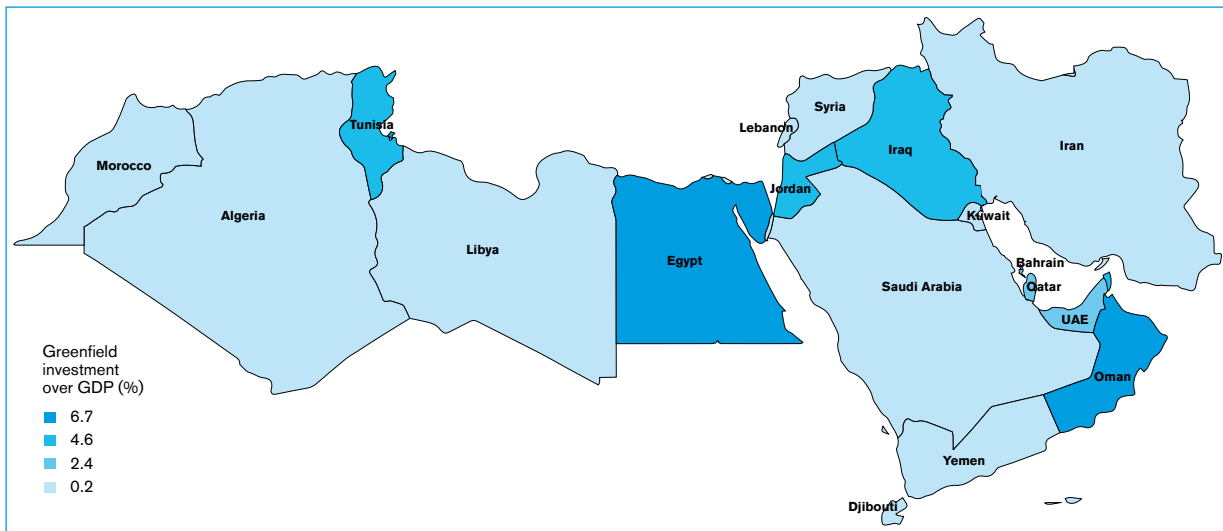 Syria
Lebanon
Tunisia
Iran
Iraq
Morocco
Jordan
Algeria
Kuwait
Libya
Egypt
Bahrain
Saudi Arabia
Qatar
UAE
Oman
Yemen
Djibouti
Greenfield
investment
over GDP (%)
6.7
4.6
2.4
0.2